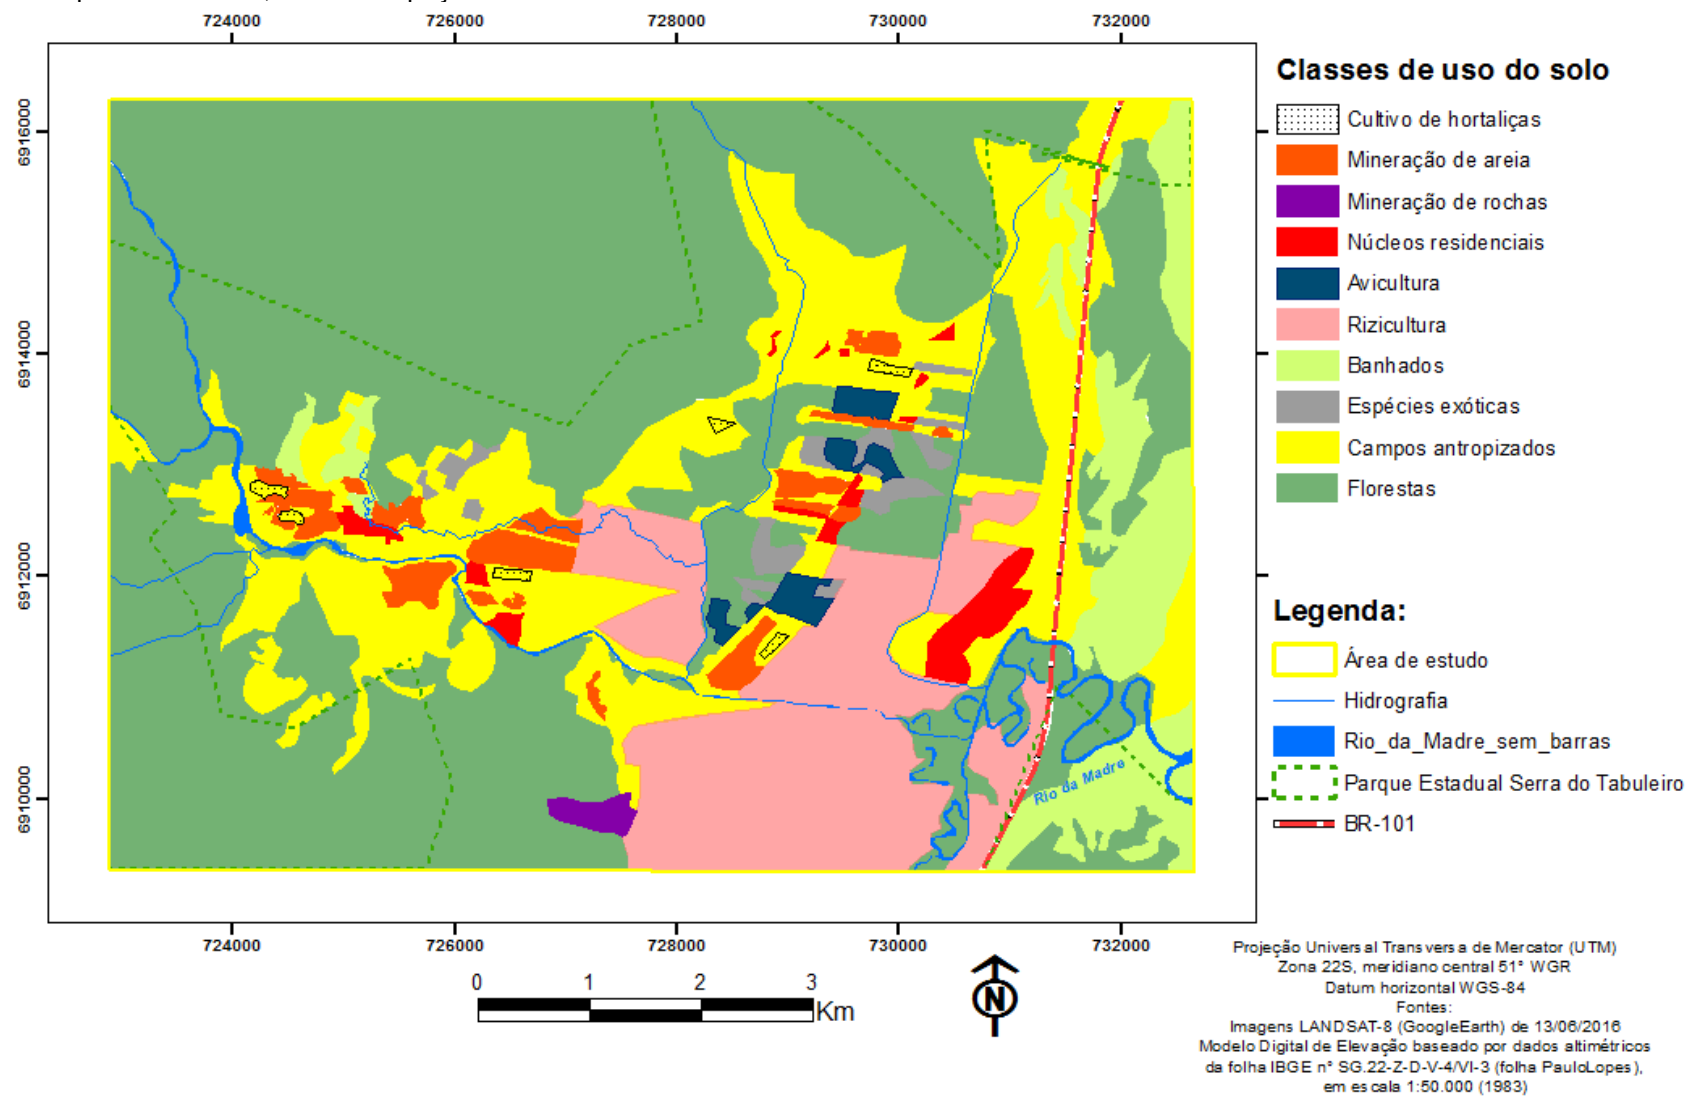 724000 726000 728000 730000 732000
6916000
6914000
6912000
6910000
Rio da Madre
724000 726000 728000 730000 732000
0 1 2 3
Km
N
Classes de uso do solo
Cultivo de hortaliças
Mineração de areia
Mineração de rochas
Núcleos residenciais
Avicultura
Rizicultura
Banhados
Espécies exóticas
Campos antropizados
Florestas
Legenda:
Área de estudo
Hidrografia
Rio_da_Madre_sem_barras
Parque Estadual Serra do Tabuleiro
BR-101
Projeção Universal Transversa de Mercator (UTM)
Zona 22S, meridiano central 51° WGR
Datum horizontal WGS-84
Fontes:
Imagens LANDSAT-8 (GoogleEarth) de 13/06/2016
Modelo Digital de Elevação baseado por dados altimétricos
da folha IBGE n° SG.22-Z-D-V-4/VI-3 (folha PauloLopes),
em escala 1:50.000 (1983)